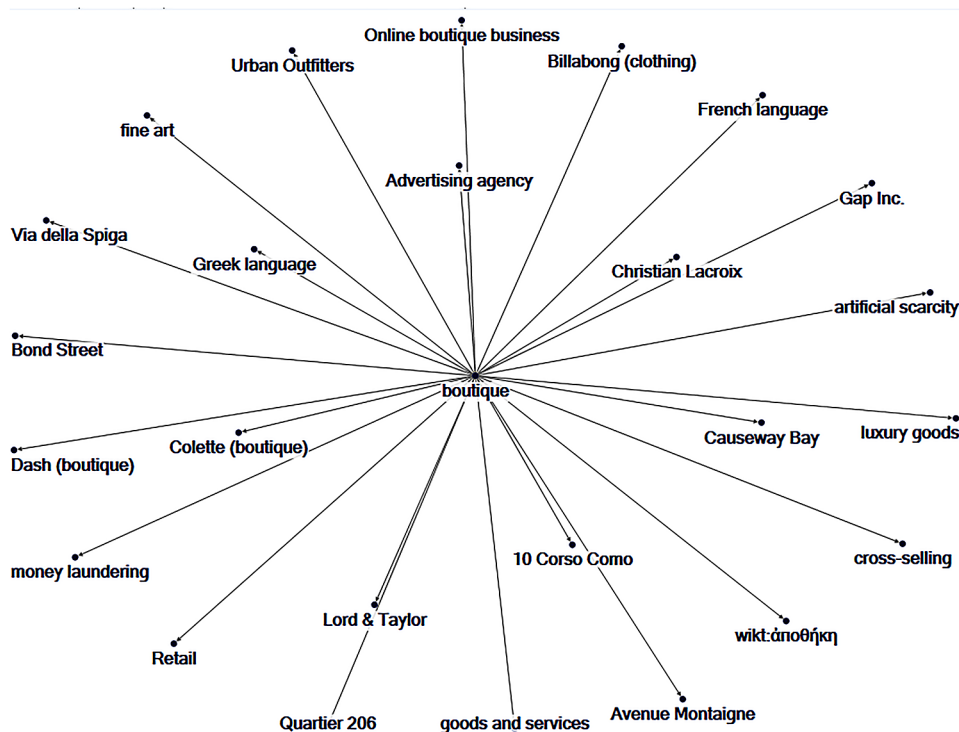 Online boutique business
Urban Outfitters
Billabong (clothing)
French language
fine art
Advertising agency
Gap Inc.
Via della Spiga
Greek language
Christian Lacroix
artificial scarcity
Bond Street
boutique
luxury goods
Causeway Bay
Colette (boutique)
Dash (boutique)
10 Corso Como
cross-selling
money laundering
Lord & Taylor
wikt:ἀποθήκη
Retail
Avenue Montaigne
Quartier 206
goods and services